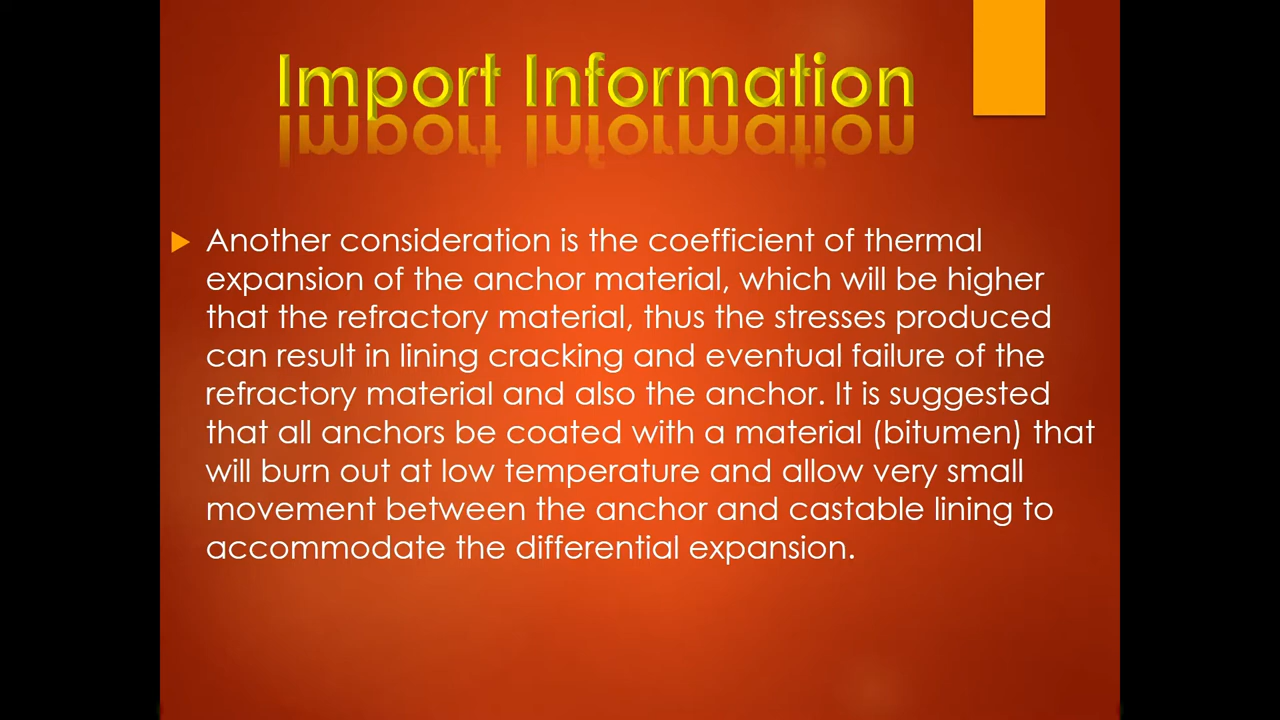 Import Information
Another consideration is the coefficient of thermal
expansion of the anchor material, which will be higher
that the refractory material, thus the stresses produced
can result in lining cracking and eventual failure of the
refractory material and also the anchor. It is suggested
that all anchors be coated with a material (bitumen) that
will burn out at low temperature and allow very small
movement between the anchor and castable lining to
accommodate the differential expansion.